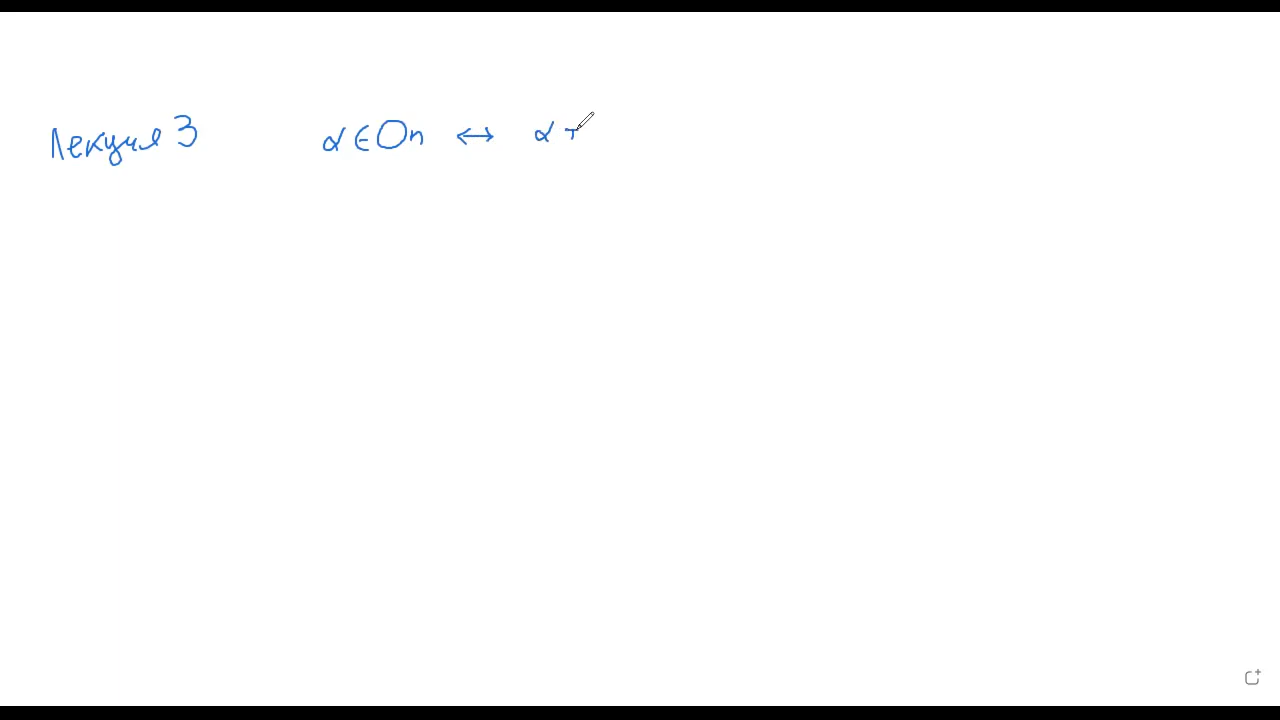 Лекция 3 α ∈ On ↔ α т